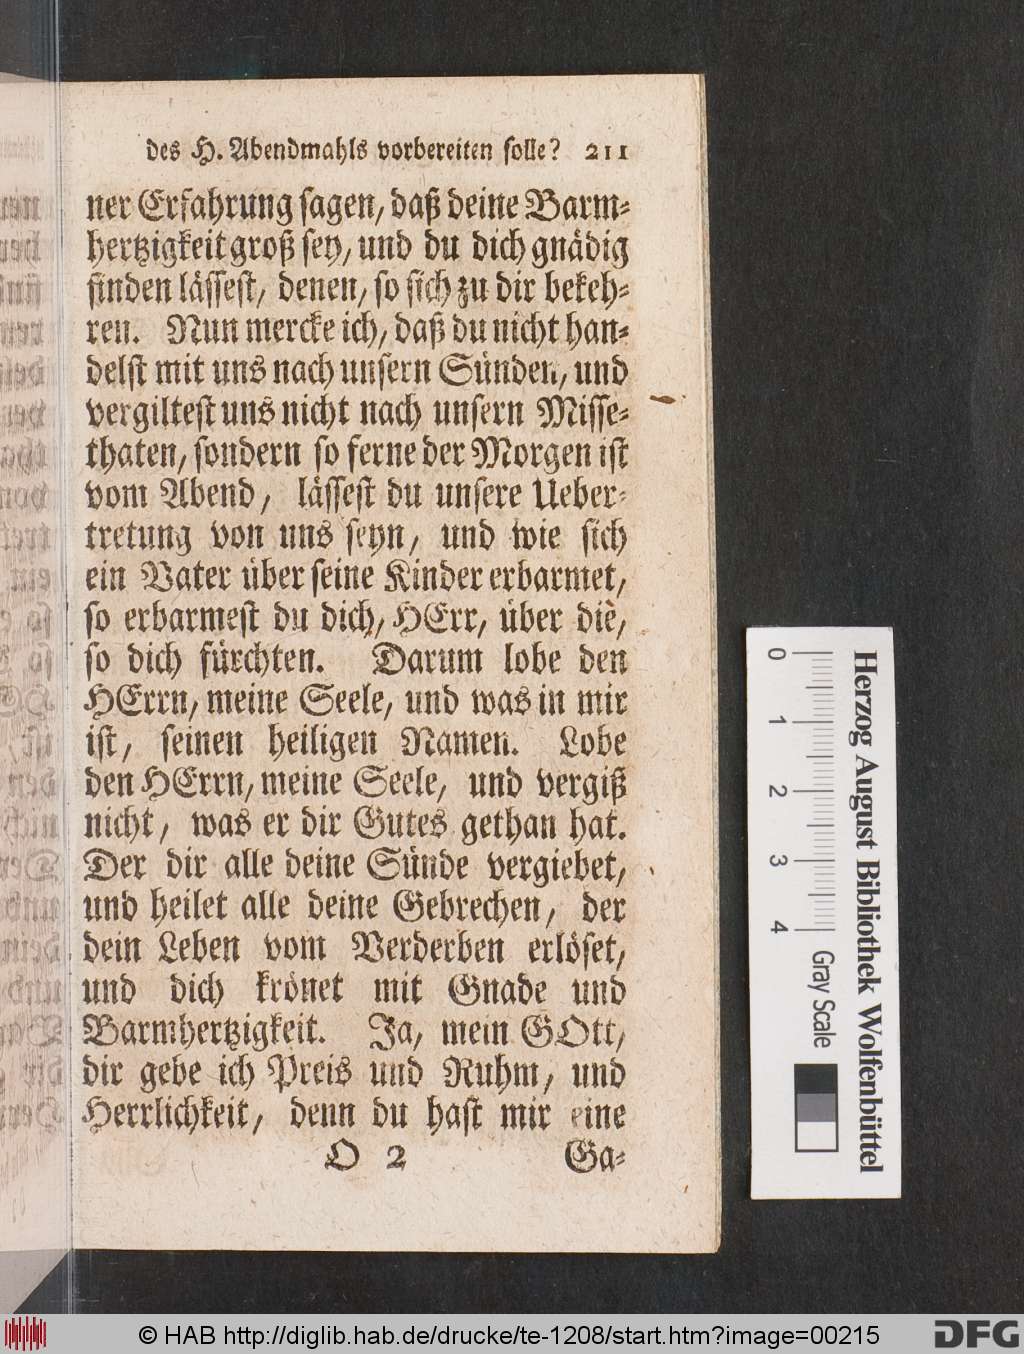 des H. Abendmahls vorbereiten solle? 211
ner Erfahrung sagen, daß deine Barm-
hertzigkeit groß sey, und du dich gnädig
finden lässest, denen, so sich zu dir bekeh-
ren. Nun mercke ich, daß du nicht han-
delst mit uns nach unsern Sünden, und
vergiltest uns nicht nach unsern Misse-
thaten, sondern so ferne der Morgen ist
vom Abend, lässest du unsere Ueber-
tretung von uns seyn, und wie sich
ein Vater über seine Kinder erbarmet,
so erbarmest du dich, HErr, über die,
so dich fürchten. Darum lobe den
HErrn, meine Seele, und was in mir
ist, seinen heiligen Namen. Lobe
den HErrn, meine Seele, und vergiß
nicht, was er dir Gutes gethan hat.
Der dir alle deine Sünde vergiebet,
und heilet alle deine Gebrechen, der
dein Leben vom Verderben erlöset,
und dich krönet mit Gnade und
Barmhertzigkeit. Ja, mein GOtt,
dir gebe ich Preis und Ruhm, und
Herrlichkeit, denn du hast mir eine
O 2 Ga-
Herzog August Bibliothek Wolfenbüttel
0 1 2 3 4 Gray Scale
© HAB http://diglib.hab.de/drucke/te-1208/start.htm?image=00215
DFG